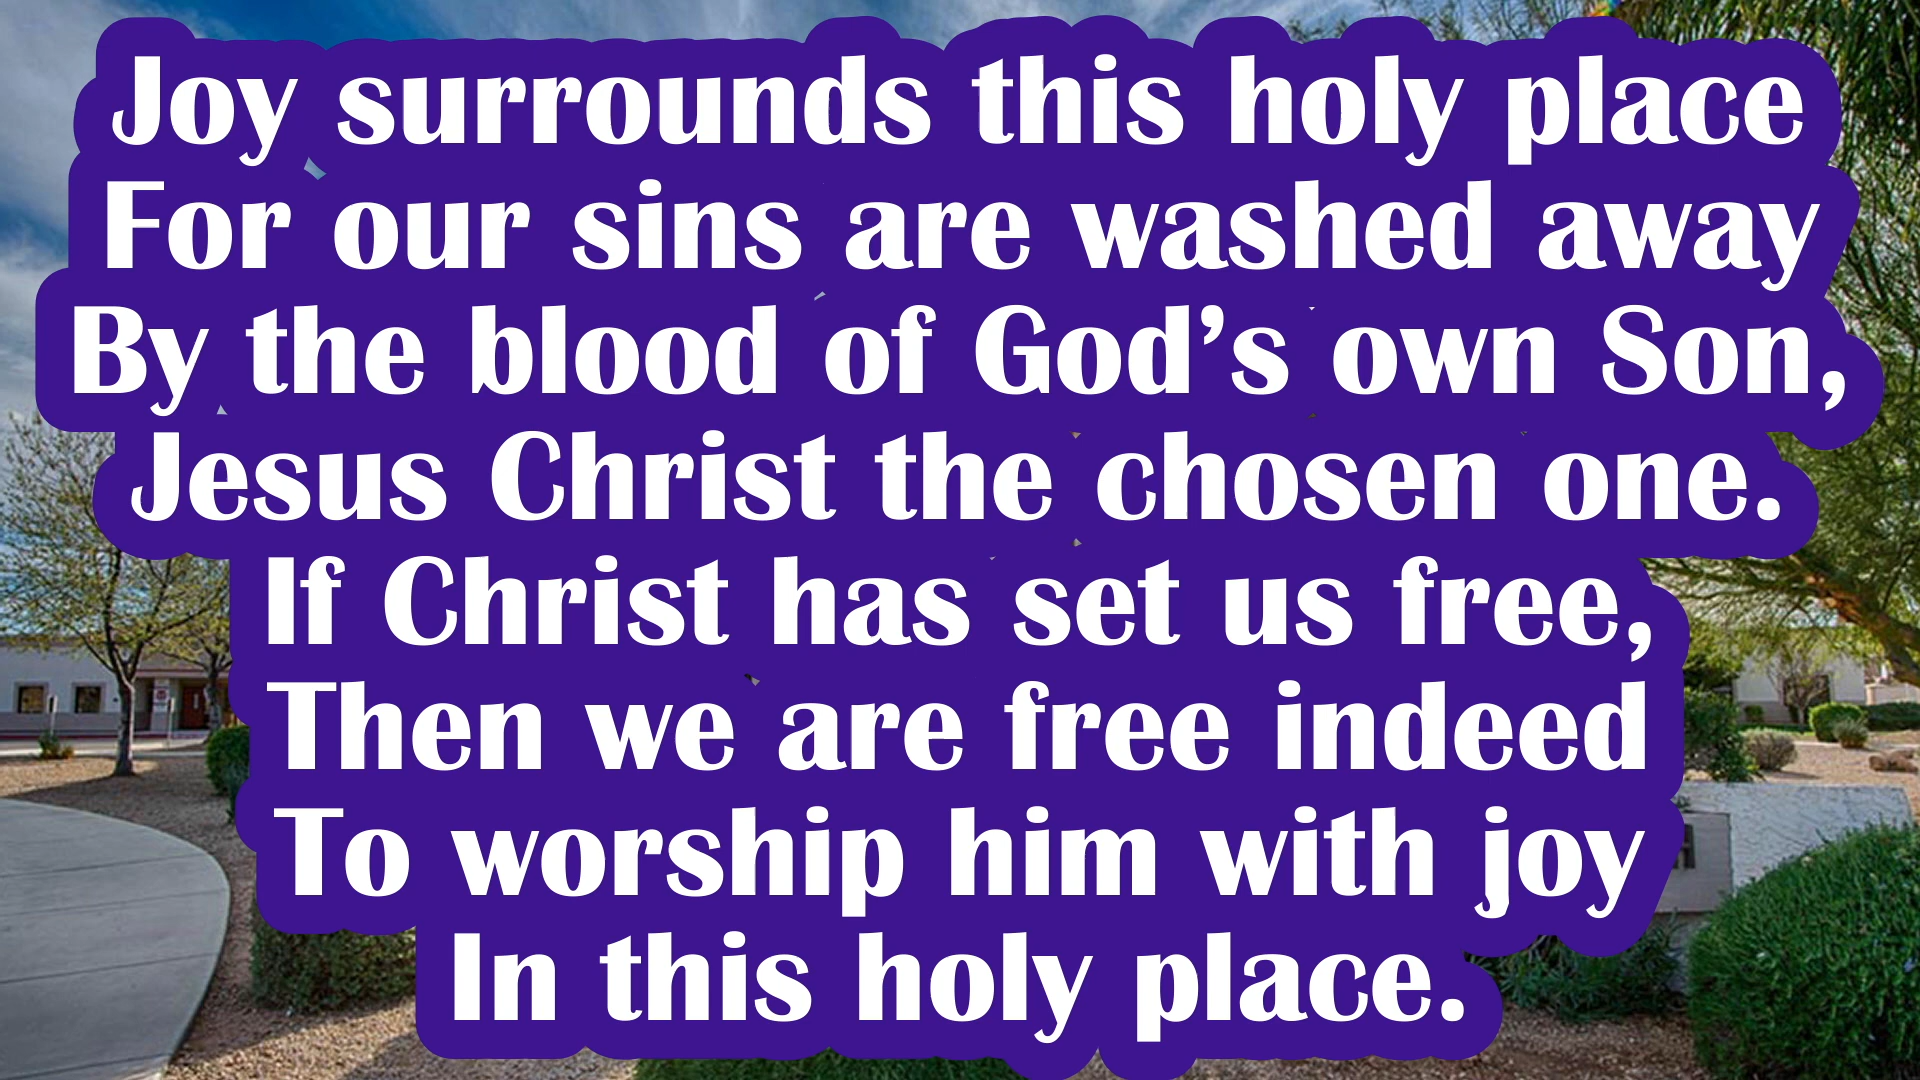 Joy surrounds this holy place
For our sins are washed away
By the blood of God’s own Son,
Jesus Christ the chosen one.
If Christ has set us free,
Then we are free indeed
To worship him with joy
In this holy place.